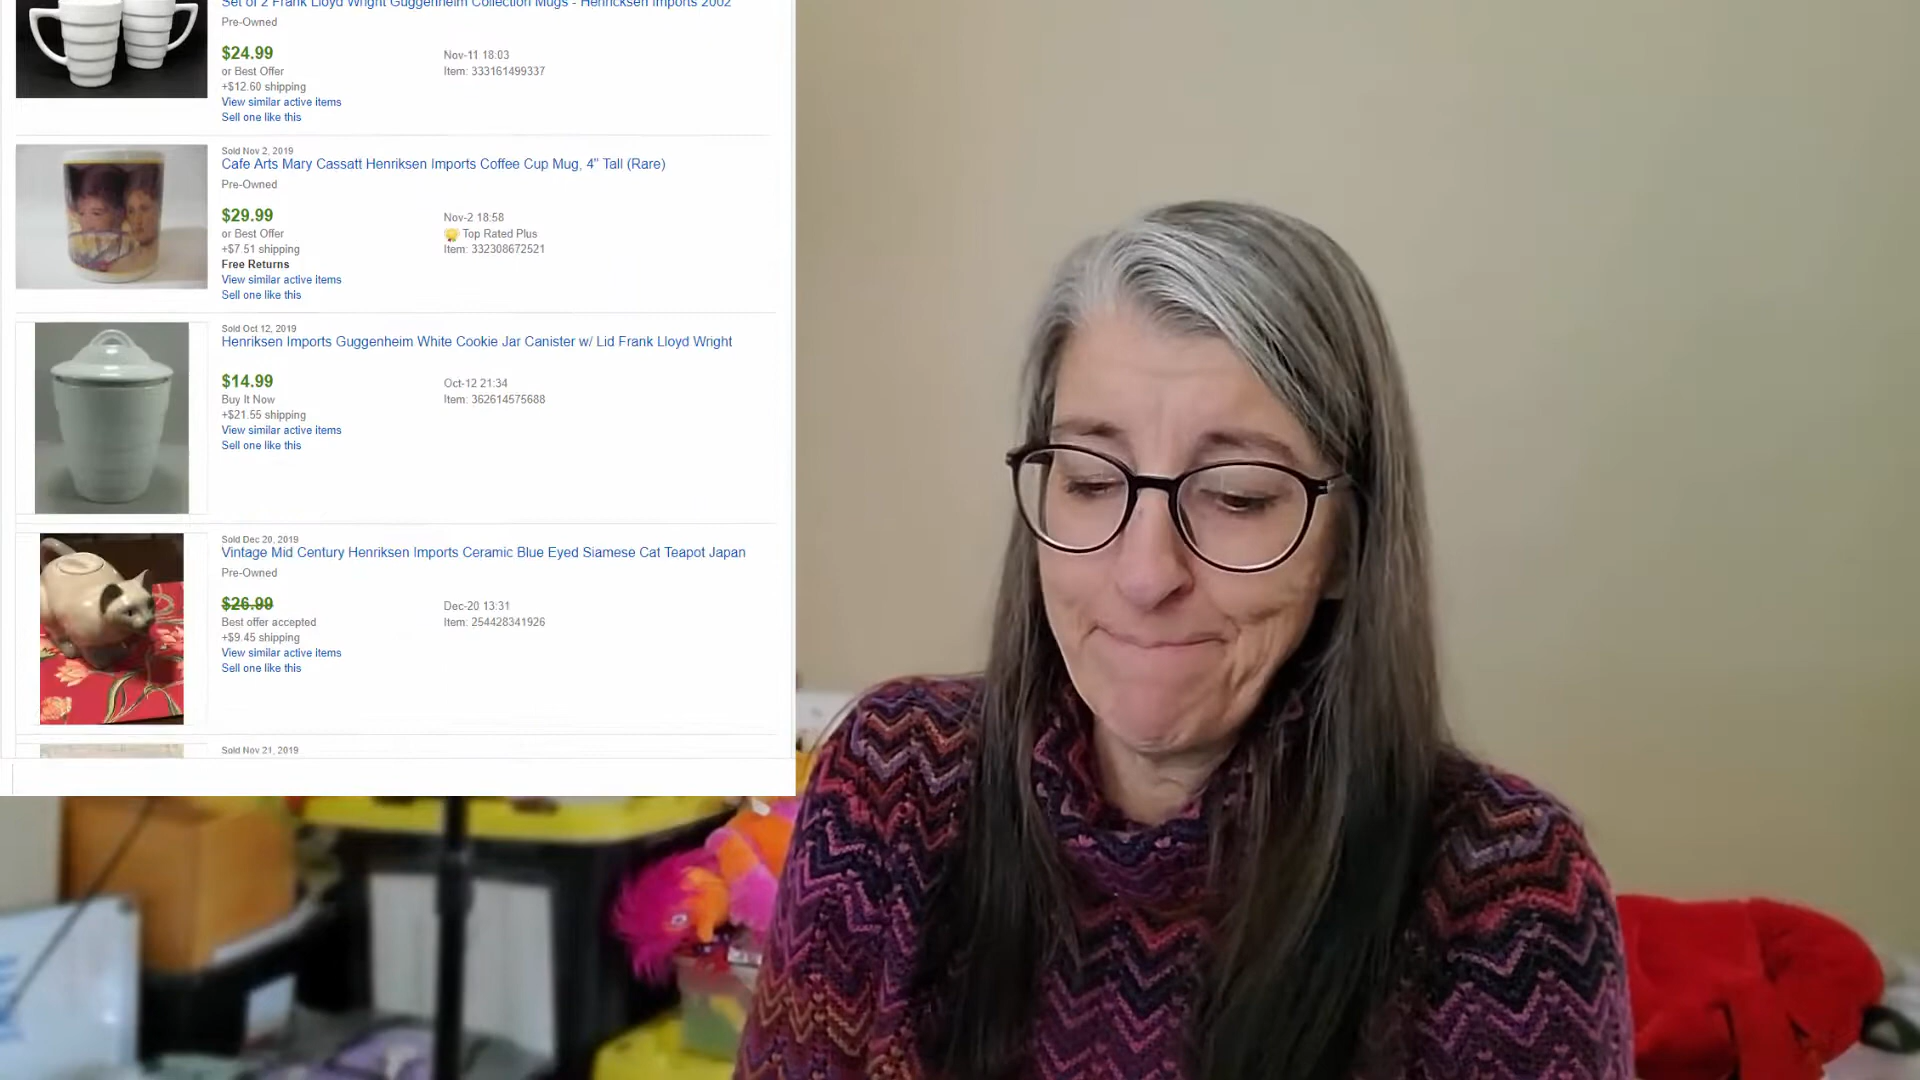 Set of 2 Frank Lloyd Wright Guggenheim Collection Mugs - Henricksen Imports 2002
Pre-Owned
$24.99
or Best Offer
+$12.60 shipping
View similar active items
Sell one like this
Nov-11 18:03
Item: 333161499337
Sold Nov 2, 2019
Cafe Arts Mary Cassatt Henriksen Imports Coffee Cup Mug, 4" Tall (Rare)
Pre-Owned
$29.99
or Best Offer
+$7.51 shipping
Free Returns
View similar active items
Sell one like this
Nov-2 18:58
Top Rated Plus
Item: 332308672521
Sold Oct 12, 2019
Henriksen Imports Guggenheim White Cookie Jar Canister w/ Lid Frank Lloyd Wright
$14.99
Buy It Now
+$21.55 shipping
View similar active items
Sell one like this
Oct-12 21:34
Item: 362614575688
Sold Dec 20, 2019
Vintage Mid Century Henriksen Imports Ceramic Blue Eyed Siamese Cat Teapot Japan
Pre-Owned
$26.99
Best offer accepted
+$9.45 shipping
View similar active items
Sell one like this
Dec-20 13:31
Item: 254428341926
Sold Nov 21, 2019